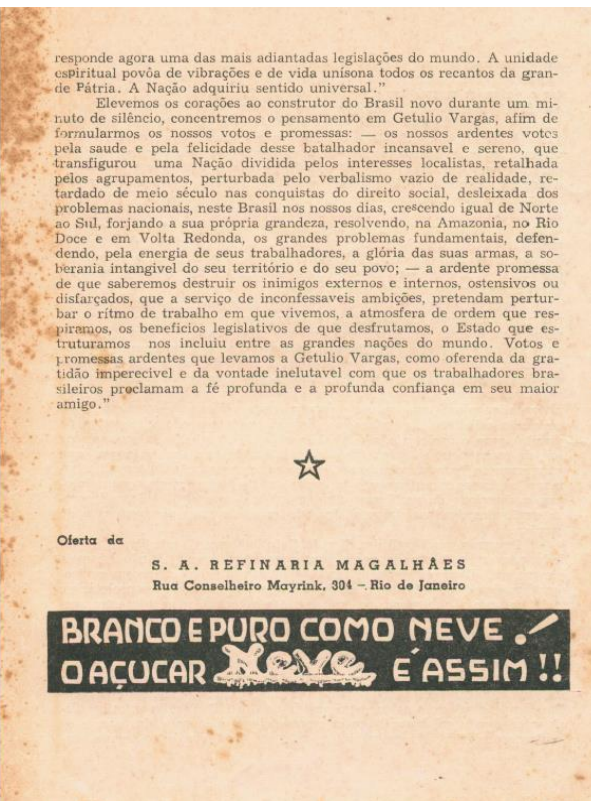 responde agora uma das mais adiantadas legislações do mundo. A unidade
espiritual povôa de vibrações e de vida unísona todos os recantos da gran-
de Pátria. A Nação adquiriu sentido universal."
Elevemos os corações ao construtor do Brasil novo durante um mi-
nuto de silêncio, concentremos o pensamento em Getulio Vargas, afim de
formularmos os nossos votos e promessas: — os nossos ardentes votos
pela saude e pela felicidade desse batalhador incansavel e sereno, que
transfigurou uma Nação dividida pelos interesses localistas, retalhada
pelos agrupamentos, perturbada pelo verbalismo vazio de realidade, re-
tardado de meio século nas conquistas do direito social, desleixada dos
problemas nacionais, neste Brasil nos nossos dias, crescendo igual de Norte
ao Sul, forjando a sua própria grandeza, resolvendo, na Amazonia, no Rio
Doce e em Volta Redonda, os grandes problemas fundamentais, defen-
dendo, pela energia de seus trabalhadores, a glória das suas armas, a so-
berania intangivel do seu território e do seu povo; — a ardente promessa
de que saberemos destruir os inimigos externos e internos, ostensivos ou
disfarçados, que a serviço de inconfessaveis ambições, pretendam pertur-
bar o rítmo de trabalho em que vivemos, a atmosfera de ordem que res-
piramos, os beneficios legislativos de que desfrutamos, o Estado que es-
truturamos nos incluiu entre as grandes nações do mundo. Votos e
promessas ardentes que levamos a Getulio Vargas, como oferenda da gra-
tidão imperecivel e da vontade inelutavel com que os trabalhadores bra-
sileiros proclamam a fé profunda e a profunda confiança em seu maior
amigo."
Oferta da
S. A. REFINARIA MAGALHÃES
Rua Conselheiro Mayrink, 304 – Rio de Janeiro
BRANCO E PURO COMO NEVE!
O AÇUCAR Neve É ASSIM!!